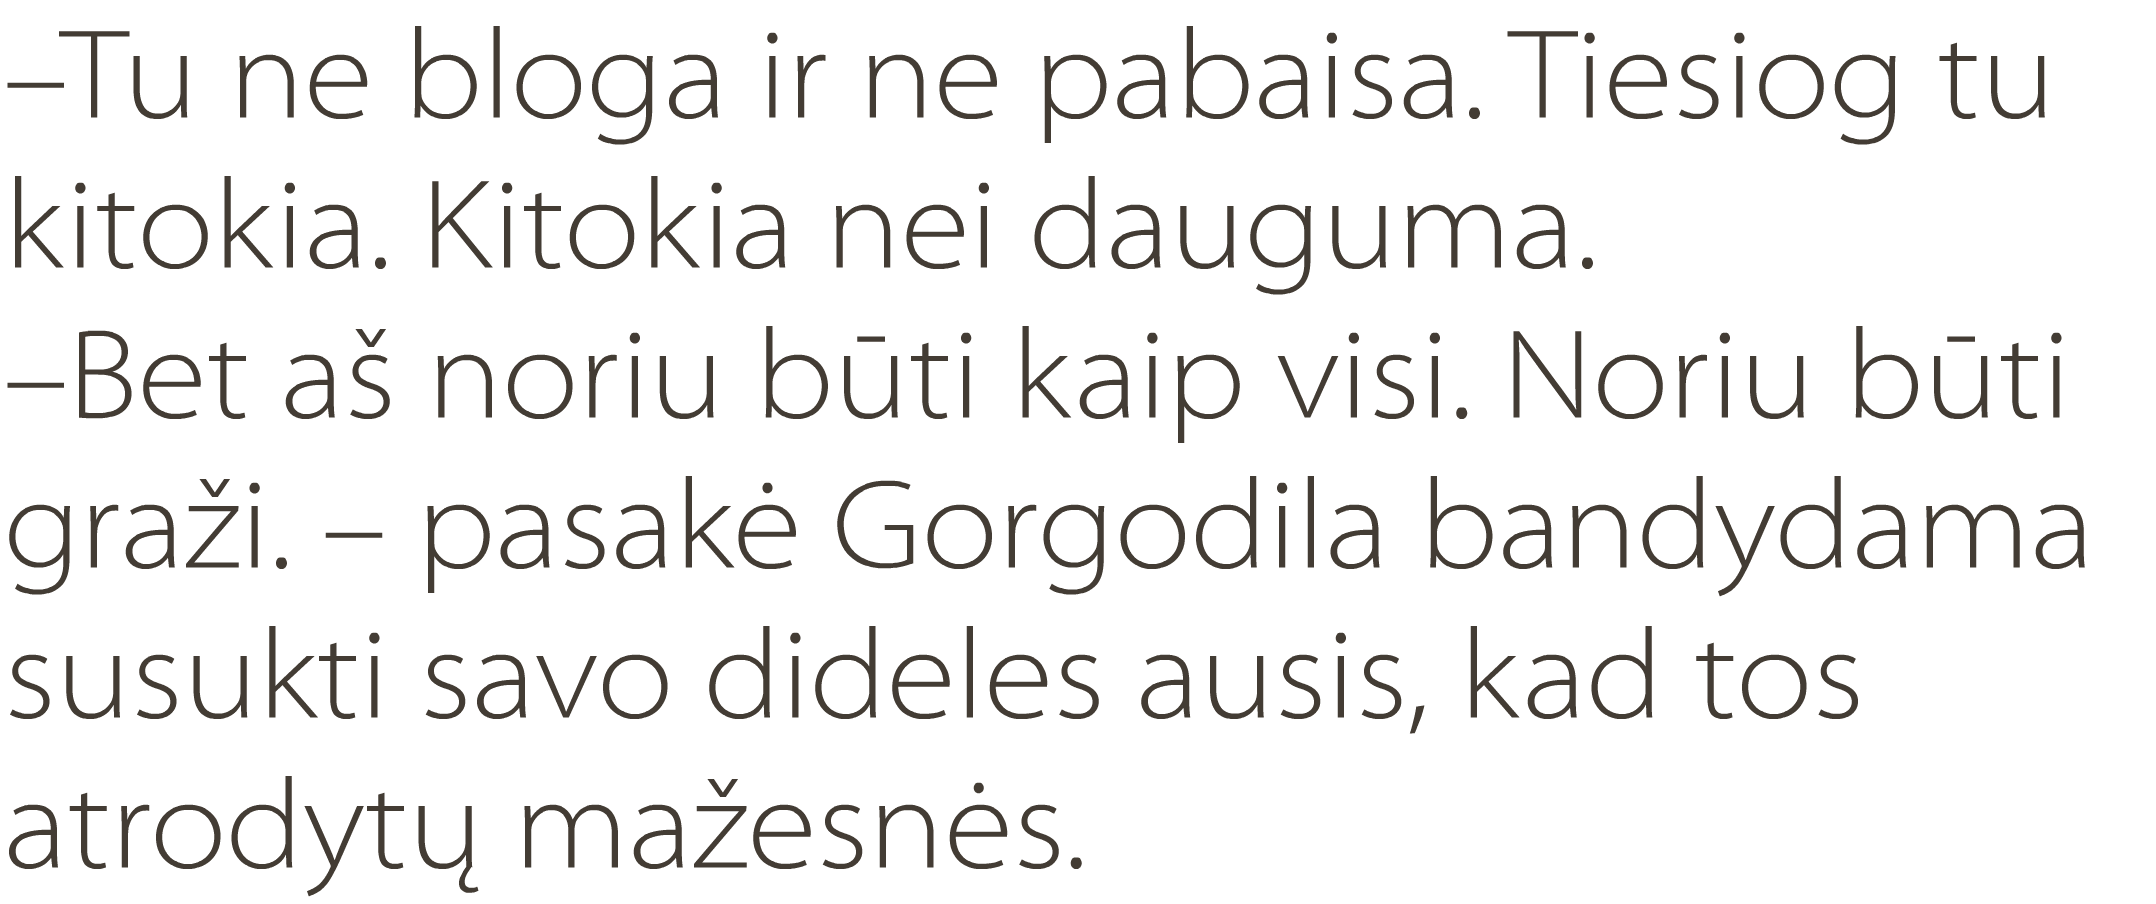 –Tu ne bloga ir ne pabaisa. Tiesiog tu
kitokia. Kitokia nei dauguma.
–Bet aš noriu būti kaip visi. Noriu būti
graži. – pasakė Gorgodila bandydama
susukti savo dideles ausis, kad tos
atrodytų mažesnės.